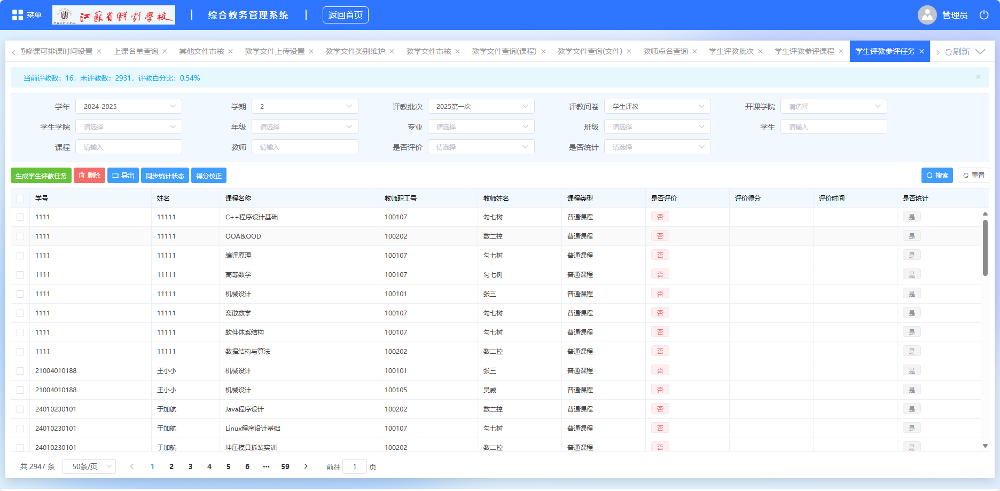 菜单 江苏省戏剧学校 综合教务管理系统 返回首页 管理员
通修课可排课时间设置 上课名单查询 其他文件审核 教学文件上传设置 教学文件类别维护 教学文件审核 教学文件查询(课程) 教学文件查询(文件) 教师点名查询 学生评教批次 学生评教参评课程 学生评教参评任务 刷新
当前评教数：16，未评教数：2931，评教百分比：0.54%
学年 2024-2025 学期 2 评教批次 2025第一次 评教问卷 学生评教 开课学院 请选择
学生学院 请选择 年级 请选择 专业 请选择 班级 请选择 学生 请输入
课程 请输入 教师 请输入 是否评价 请选择 是否统计 请选择
生成学生评教任务 删除 导出 同步统计状态 得分校正 搜索 重置
学号 姓名 课程名称 教师职工号 教师姓名 课程类型 是否评价 评价得分 评价时间 是否统计
1111 11111 C++程序设计基础 100107 勾七树 普通课程 否 是
1111 11111 OOA&OOD 100202 数二控 普通课程 否 是
1111 11111 编译原理 100107 勾七树 普通课程 否 是
1111 11111 高等数学 100107 勾七树 普通课程 否 是
1111 11111 机械设计 100101 张三 普通课程 否 是
1111 11111 离散数学 100107 勾七树 普通课程 否 是
1111 11111 软件体系结构 100107 勾七树 普通课程 否 是
1111 11111 数据结构与算法 100202 数二控 普通课程 否 是
21004010188 王小小 机械设计 100101 张三 普通课程 否 是
21004010188 王小小 机械设计 100105 吴威 普通课程 否 是
24010230101 于加航 Java程序设计 100202 数二控 普通课程 否 是
24010230101 于加航 Linux程序设计基础 100107 勾七树 普通课程 否 是
24010230101 于加航 冲压模具拆装实训 100202 数二控 普通课程 否 是
共 2947 条 50条/页 1 2 3 4 5 6 ··· 59 前往 1 页